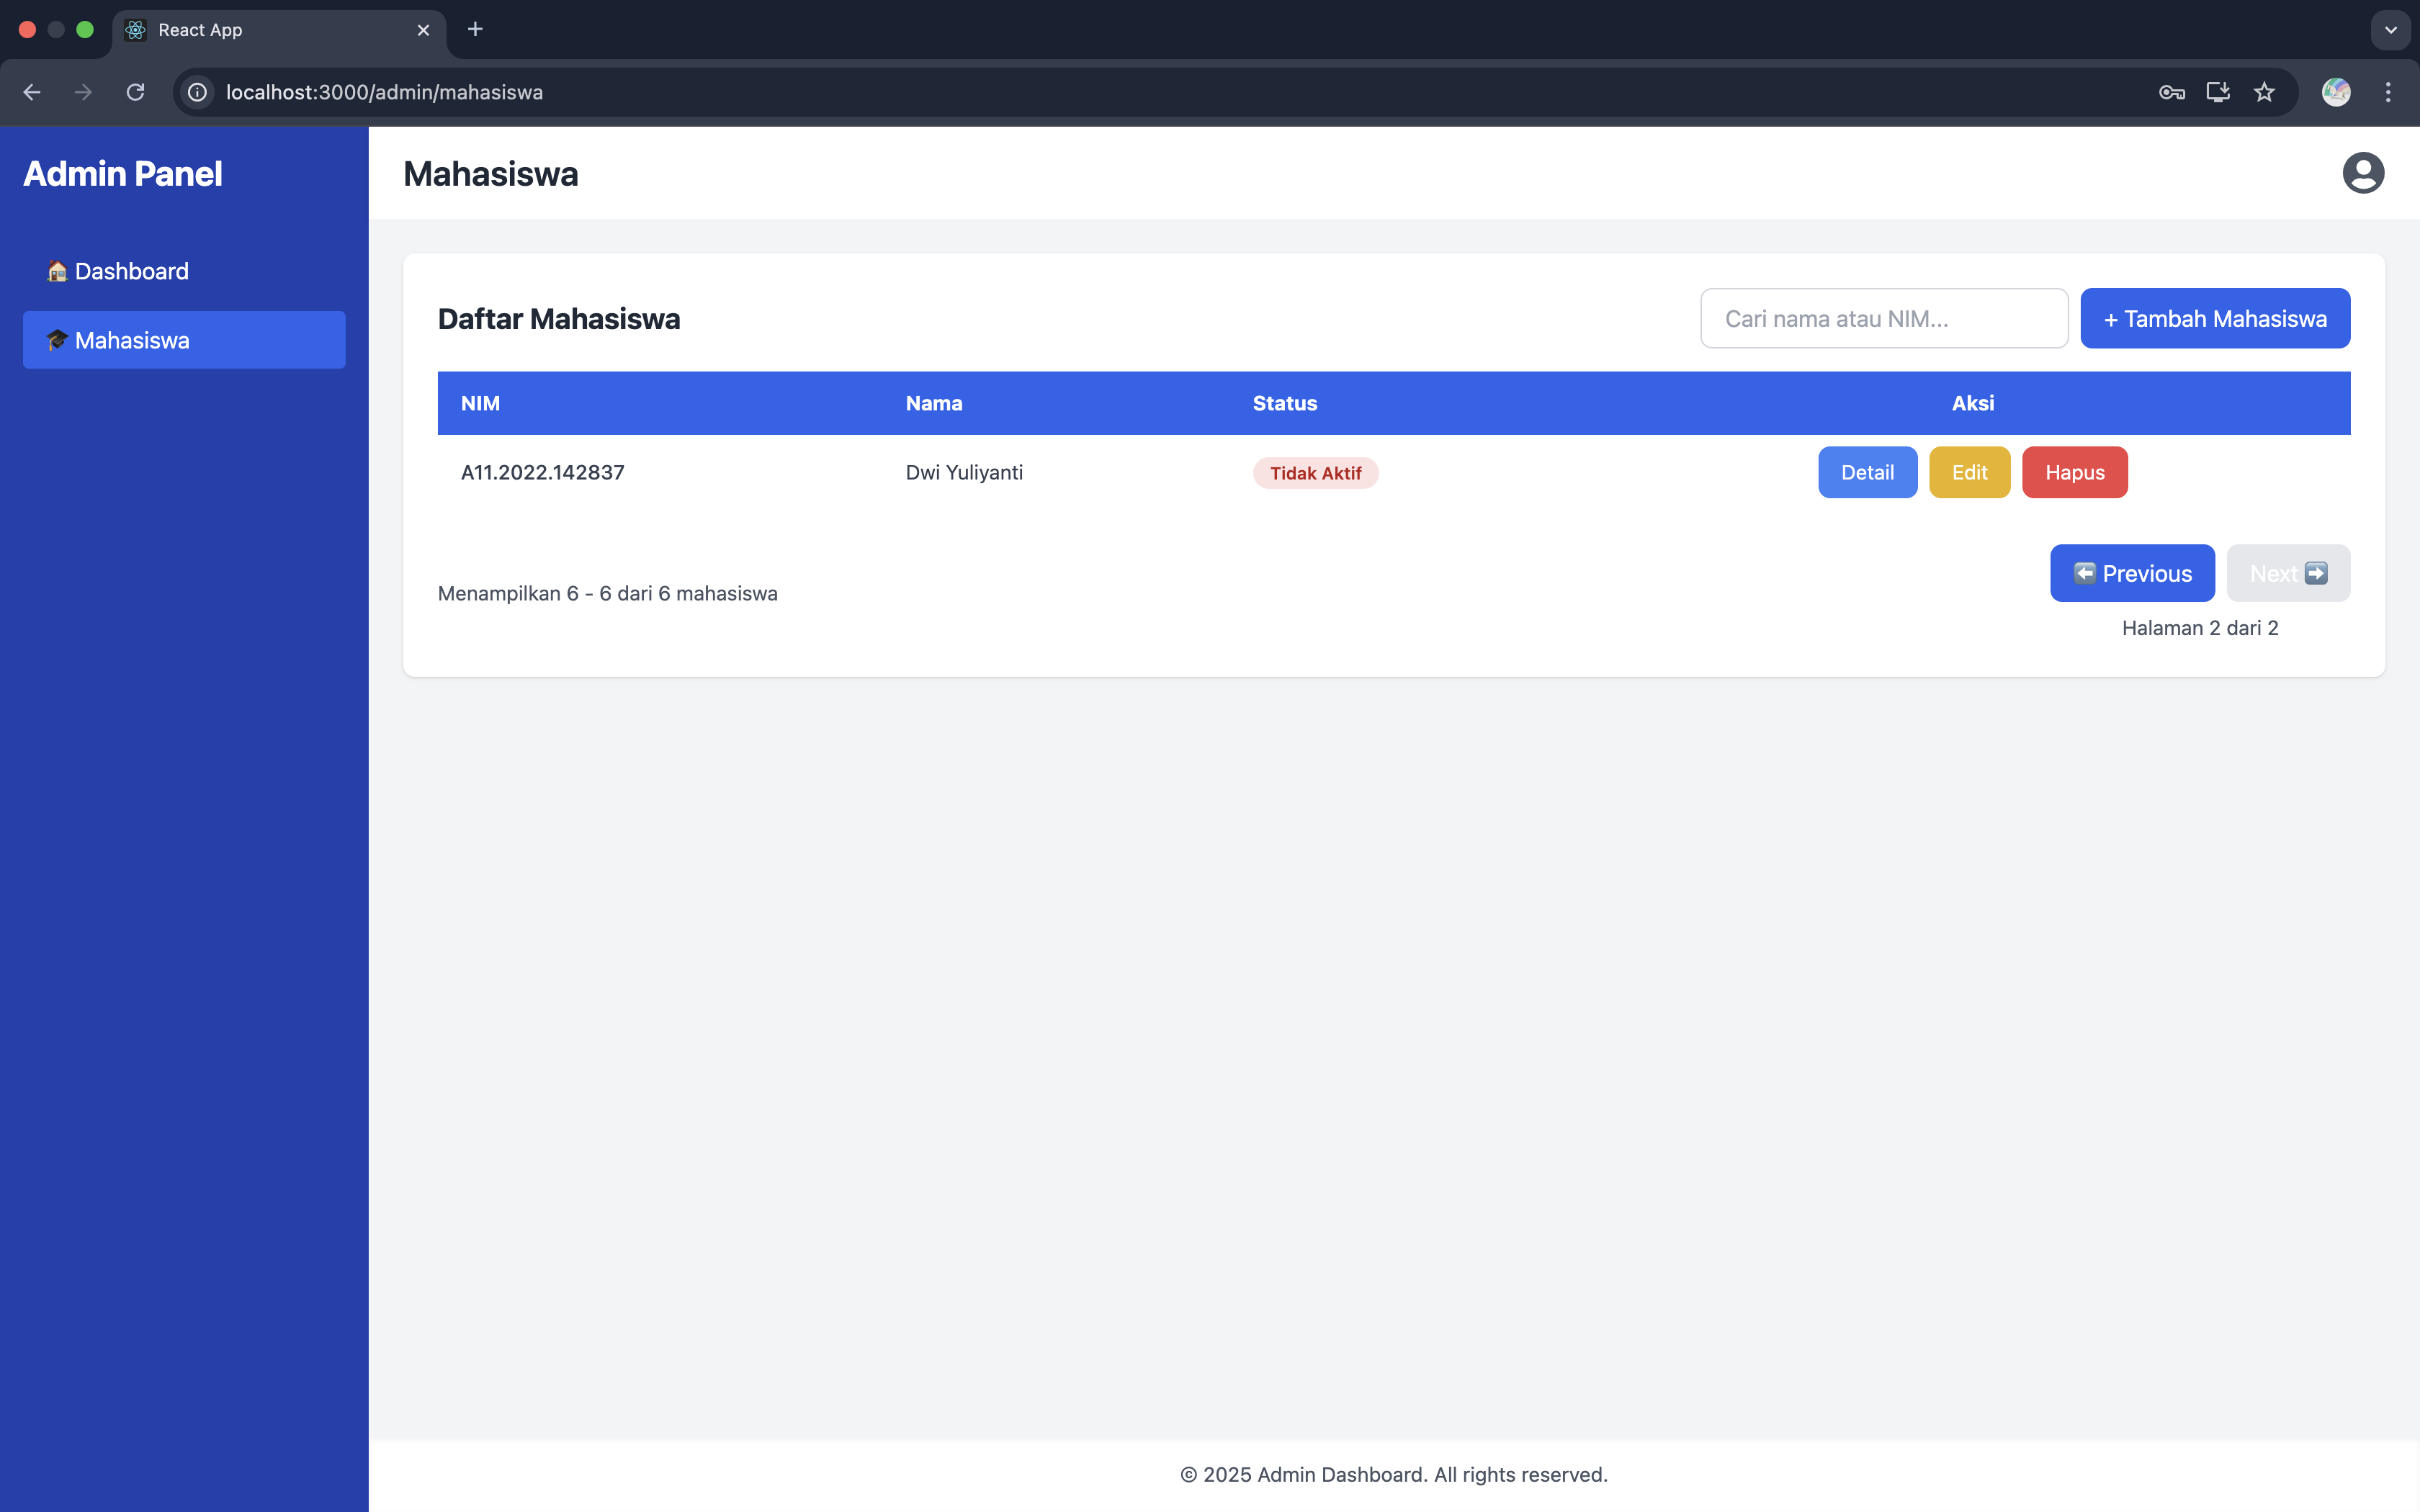 React App
localhost:3000/admin/mahasiswa
Admin Panel
Mahasiswa
Dashboard
Mahasiswa
Daftar Mahasiswa
Cari nama atau NIM...
+ Tambah Mahasiswa
NIM Nama Status Aksi
A11.2022.142837 Dwi Yuliyanti Tidak Aktif Detail Edit Hapus
Previous Next
Menampilkan 6 - 6 dari 6 mahasiswa
Halaman 2 dari 2
© 2025 Admin Dashboard. All rights reserved.